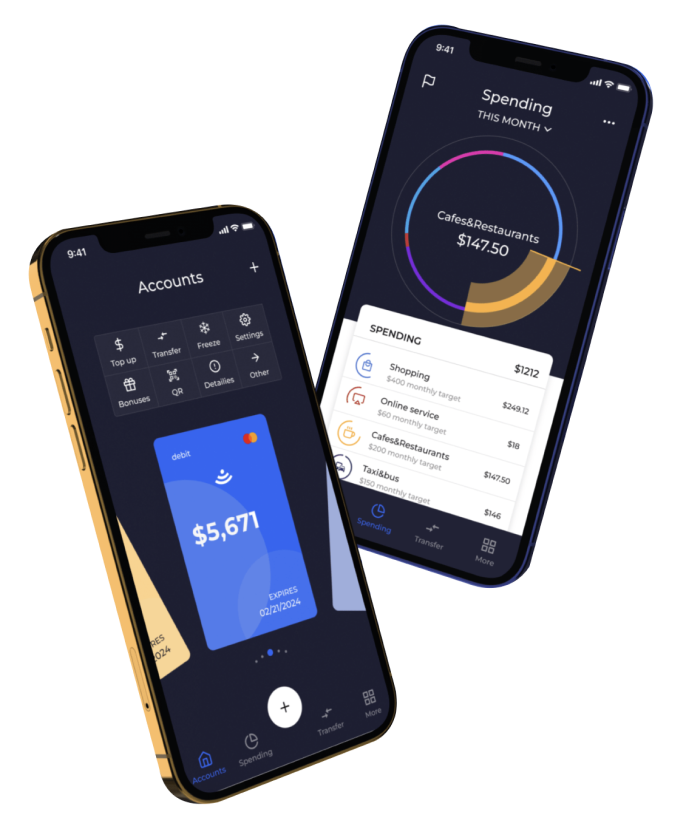 9:41
Accounts
+
$
Top up
Transfer
Freeze
Settings
Bonuses
QR
Detailies
Other
debit
$5,671
EXPIRES
02/21/2024
+
Accounts
Spending
Transfer
More
9:41
Spending
THIS MONTH
Cafes&Restaurants
$147.50
SPENDING
$1212
Shopping
$400 monthly target
$249.12
Online service
$60 monthly target
$18
Cafes&Restaurants
$200 monthly target
$147.50
Taxi&bus
$150 monthly target
$146
Spending
Transfer
More